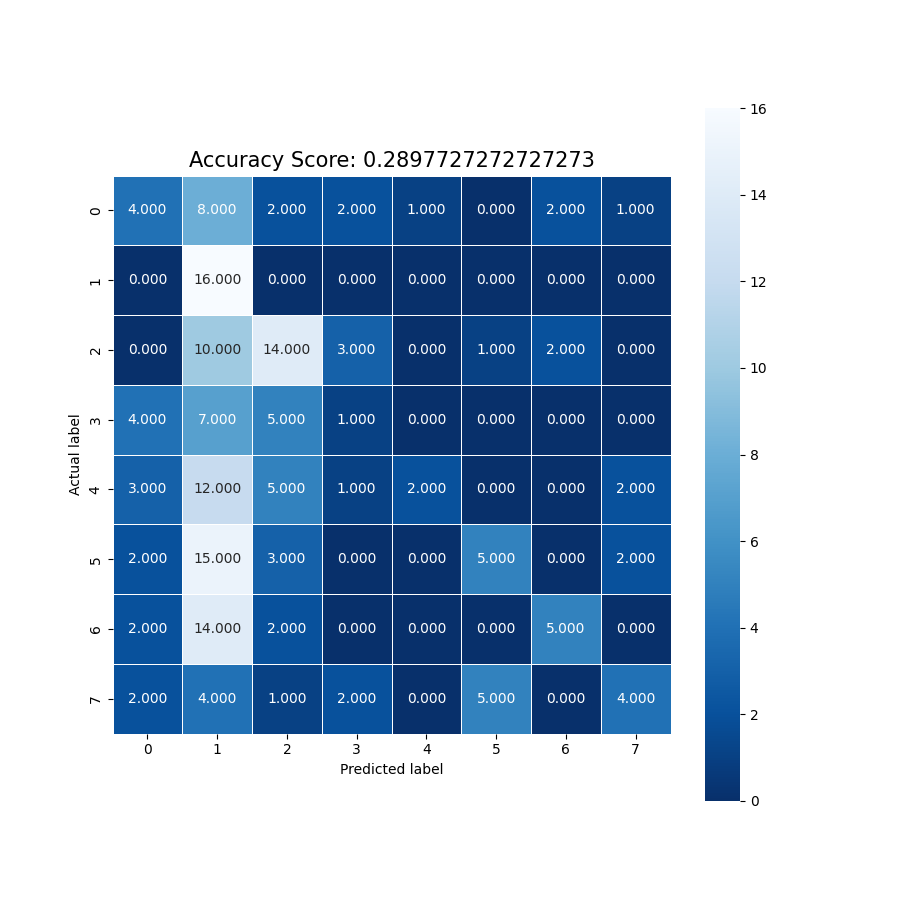 Accuracy Score: 0.2897727272727273
0 4.000 8.000 2.000 2.000 1.000 0.000 2.000 1.000
1 0.000 16.000 0.000 0.000 0.000 0.000 0.000 0.000
2 0.000 10.000 14.000 3.000 0.000 1.000 2.000 0.000
3 4.000 7.000 5.000 1.000 0.000 0.000 0.000 0.000
4 3.000 12.000 5.000 1.000 2.000 0.000 0.000 2.000
5 2.000 15.000 3.000 0.000 0.000 5.000 0.000 2.000
6 2.000 14.000 2.000 0.000 0.000 0.000 5.000 0.000
7 2.000 4.000 1.000 2.000 0.000 5.000 0.000 4.000
0 1 2 3 4 5 6 7
Predicted label
Actual label
16
14
12
10
8
6
4
2
0